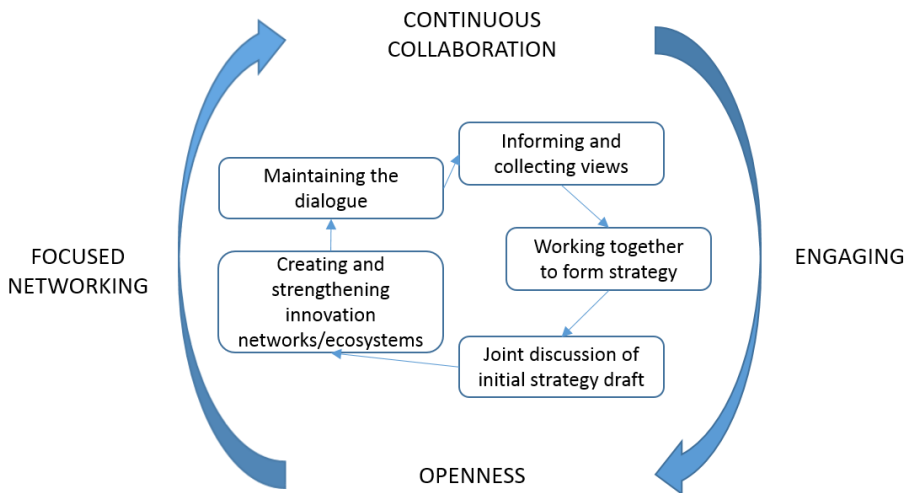 CONTINUOUS
COLLABORATION
Informing and
collecting views
Maintaining the
dialogue
Working together
to form strategy
FOCUSED
NETWORKING
Creating and
strengthening
innovation
networks/ecosystems
ENGAGING
Joint discussion of
initial strategy draft
OPENNESS